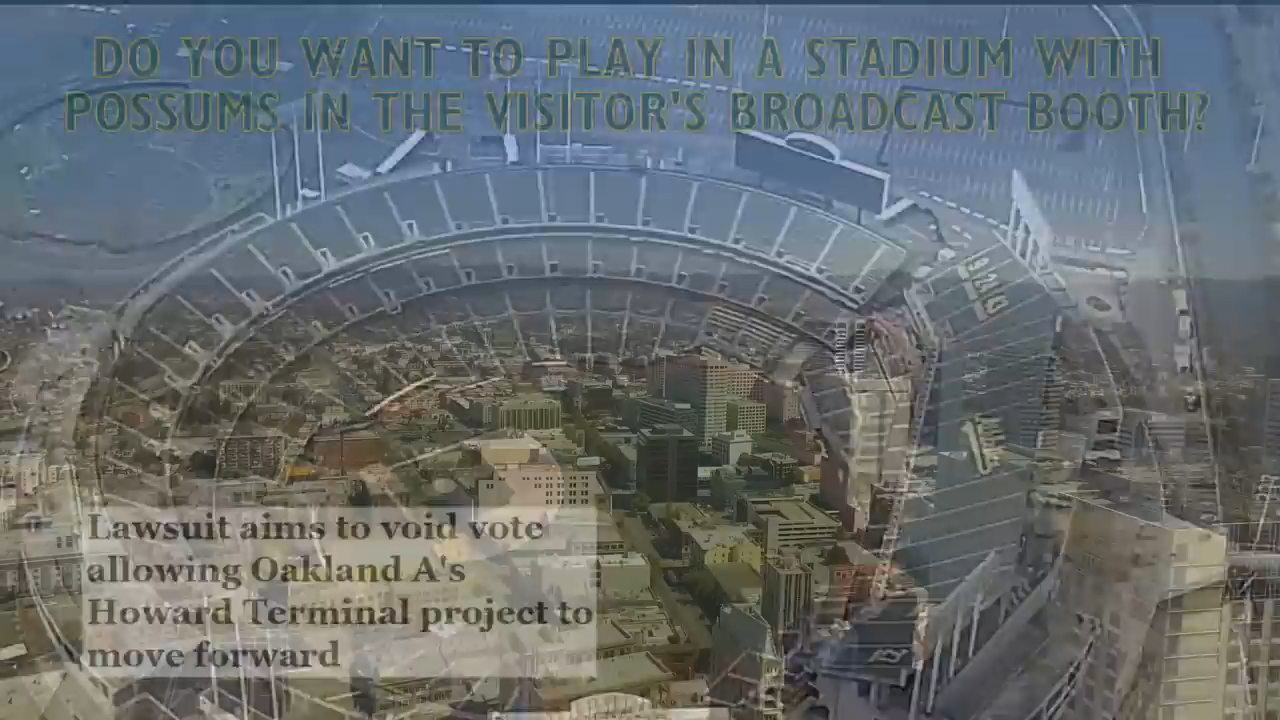 DO YOU WANT TO PLAY IN A STADIUM WITH
POSSUMS IN THE VISITOR'S BROADCAST BOOTH?
Lawsuit aims to void vote
allowing Oakland A's
Howard Terminal project to
move forward